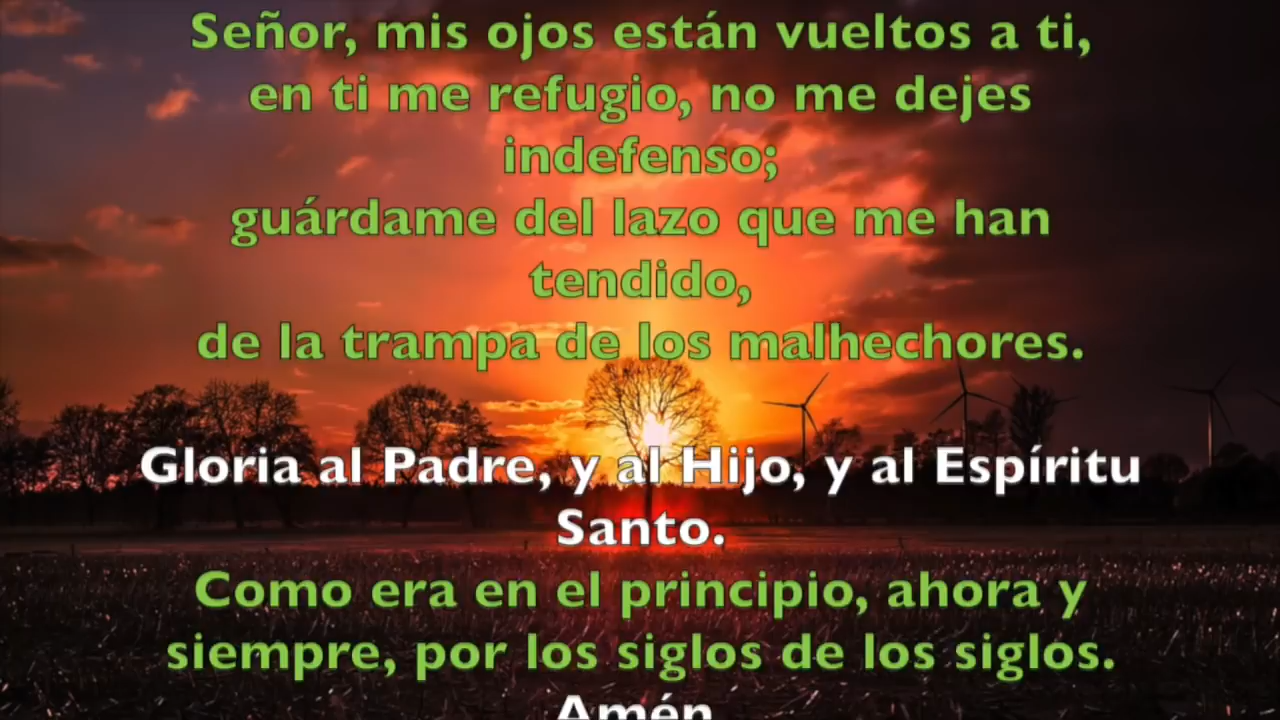 Señor, mis ojos están vueltos a ti,
en ti me refugio, no me dejes
indefenso;
guárdame del lazo que me han
tendido,
de la trampa de los malhechores.
Gloria al Padre, y al Hijo, y al Espíritu
Santo.
Como era en el principio, ahora y
siempre, por los siglos de los siglos.
Amén